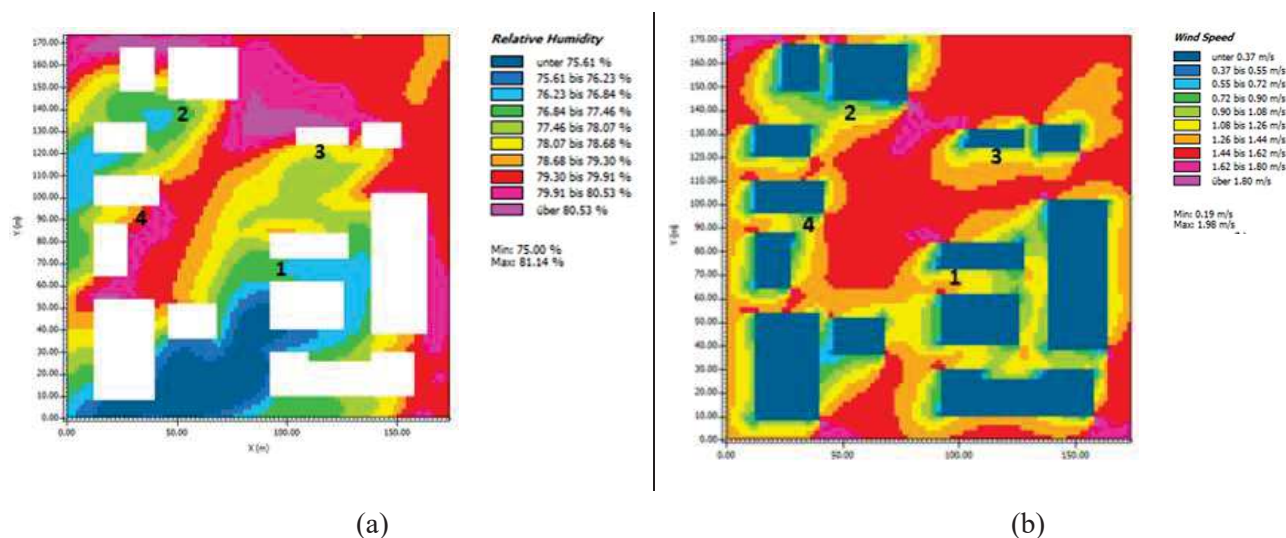 Relative Humidity
unter 75.61 %
75.61 bis 76.23 %
76.23 bis 76.84 %
76.84 bis 77.46 %
77.46 bis 78.07 %
78.07 bis 78.68 %
78.68 bis 79.30 %
79.30 bis 79.91 %
79.91 bis 80.53 %
über 80.53 %
Min: 75.00 %
Max: 81.14 %
170.00
160.00
150.00
140.00
130.00
120.00
110.00
100.00
90.00
80.00
70.00
60.00
50.00
40.00
30.00
20.00
10.00
0.00
Y (m)
0.00 50.00 100.00 150.00
X (m)
2
3
4
1
(a)
Wind Speed
unter 0.37 m/s
0.37 bis 0.55 m/s
0.55 bis 0.72 m/s
0.72 bis 0.90 m/s
0.90 bis 1.08 m/s
1.08 bis 1.26 m/s
1.26 bis 1.44 m/s
1.44 bis 1.62 m/s
1.62 bis 1.80 m/s
über 1.80 m/s
Min: 0.19 m/s
Max: 1.98 m/s
170.00
160.00
150.00
140.00
130.00
120.00
110.00
100.00
90.00
80.00
70.00
60.00
50.00
40.00
30.00
20.00
10.00
0.00
Y (m)
0.00 50.00 100.00 150.00
2
3
4
1
(b)